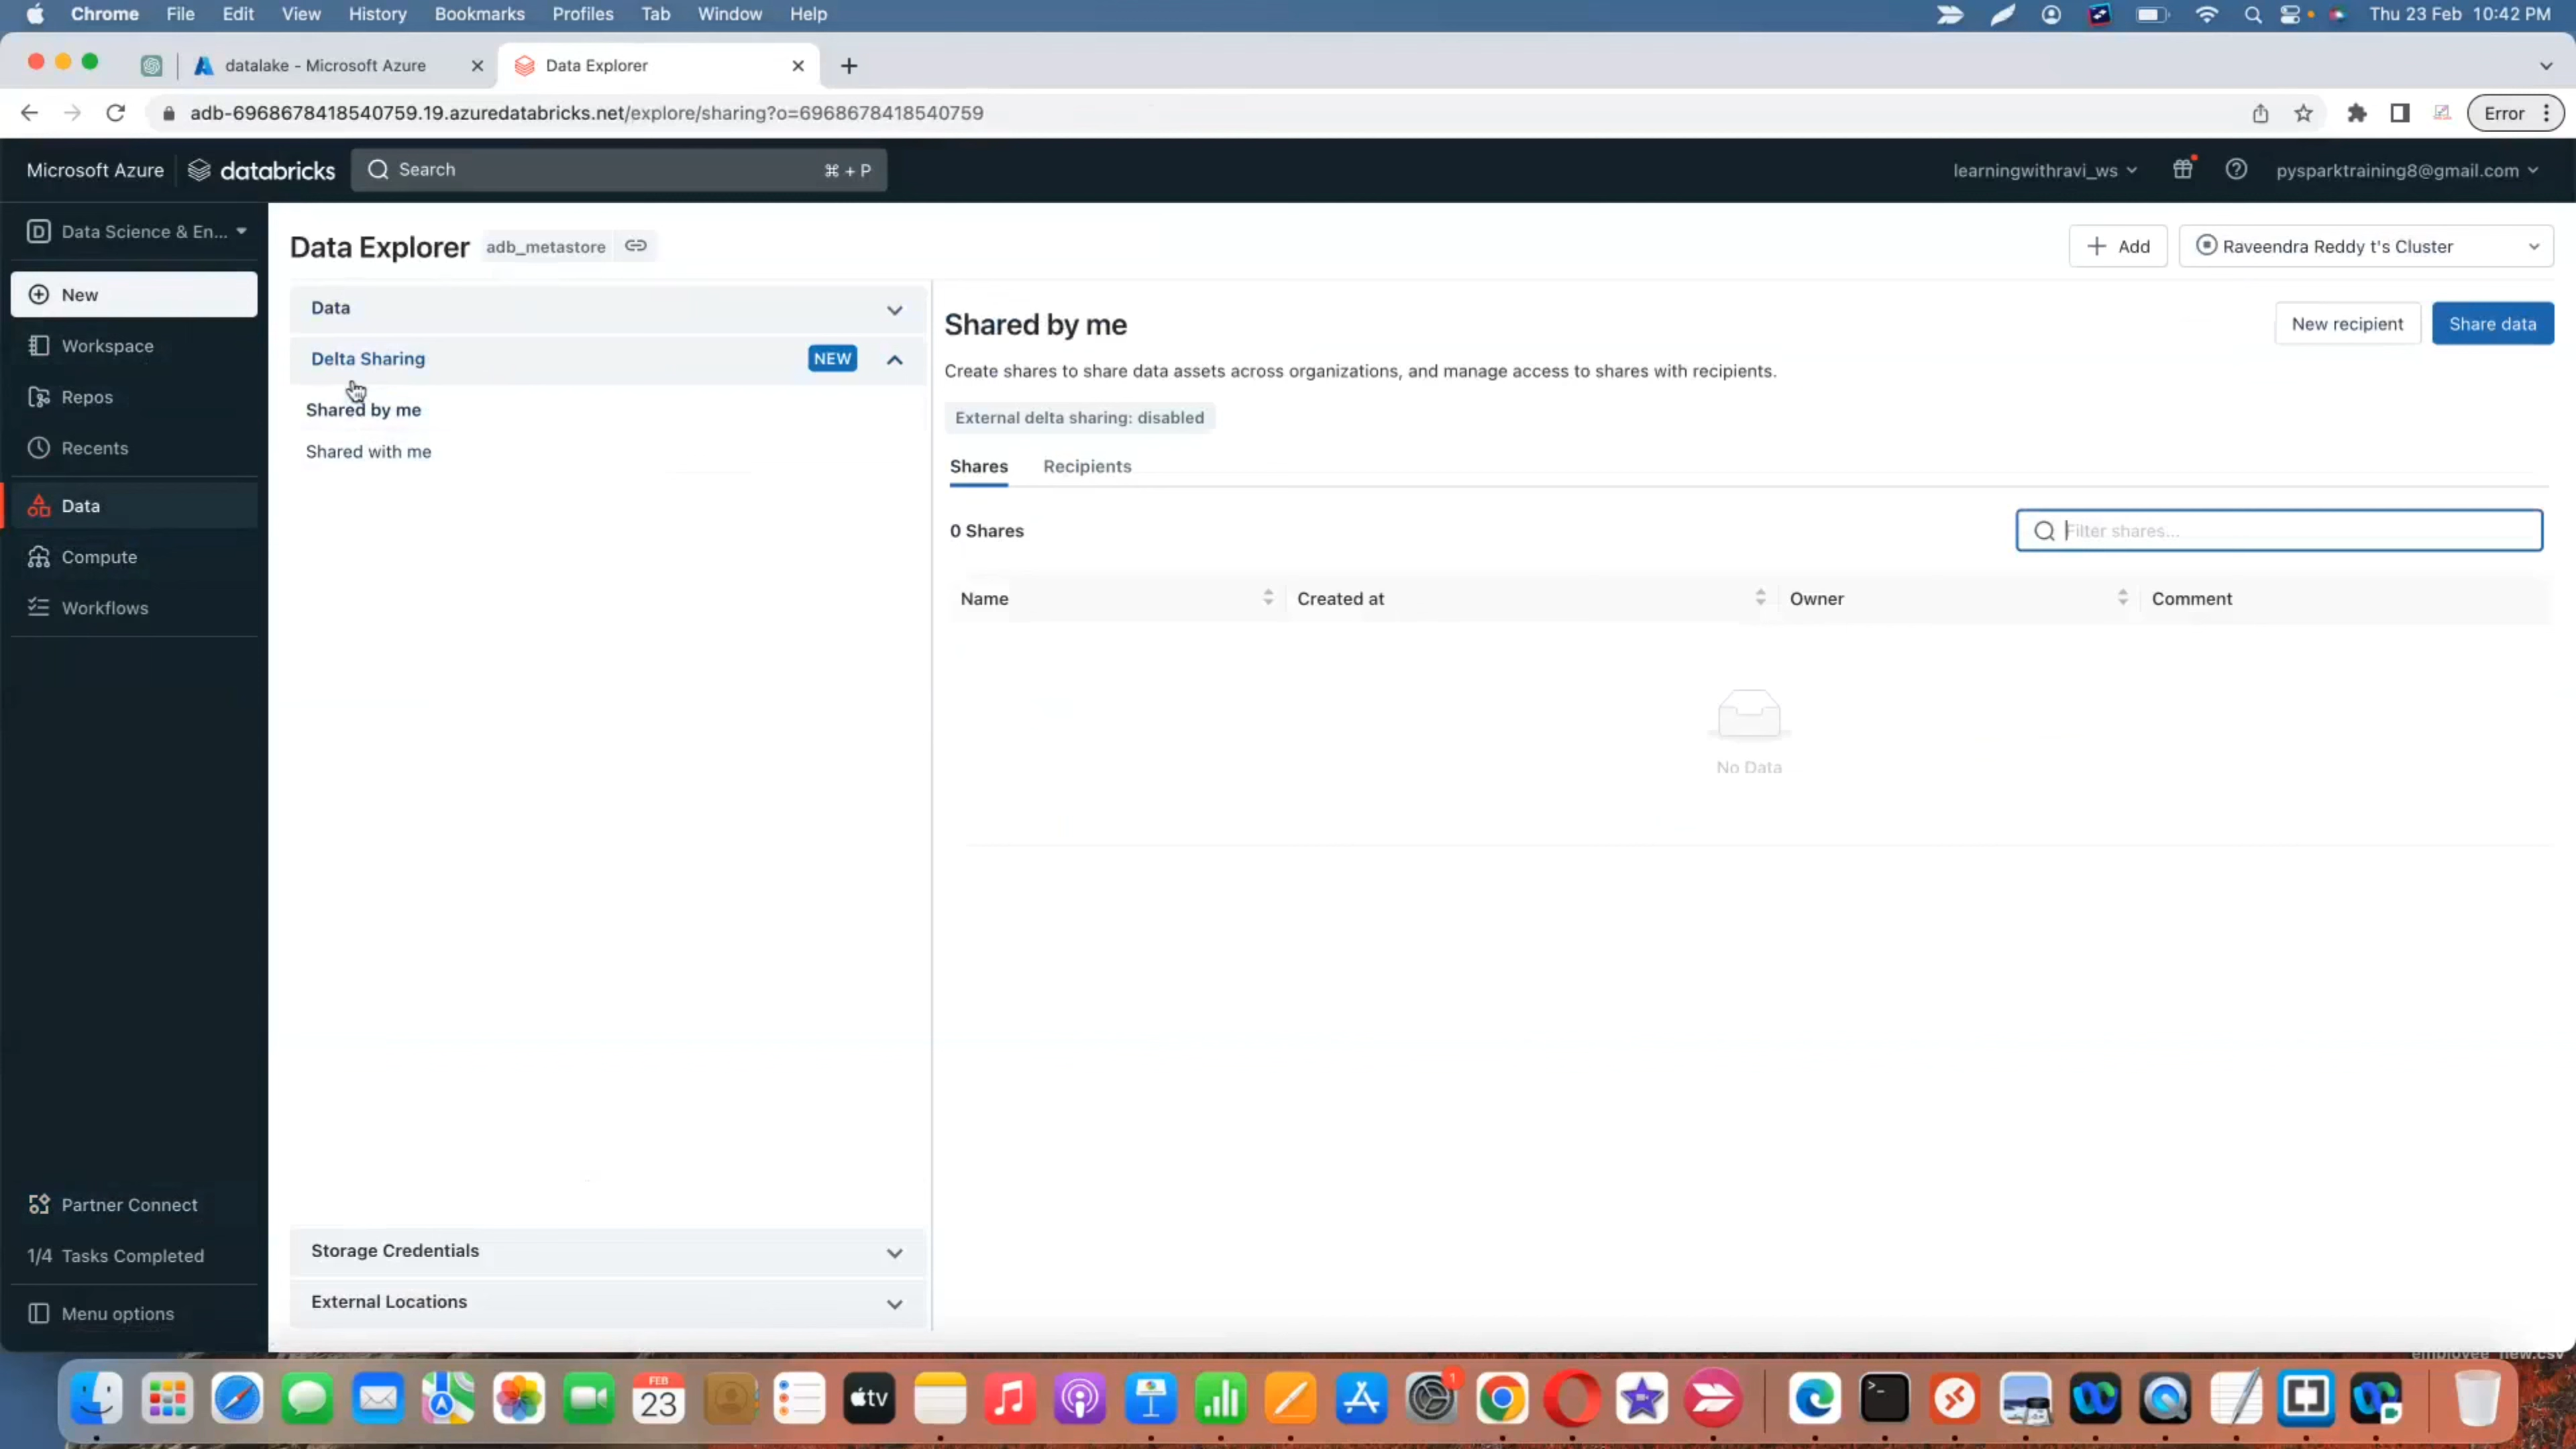 Chrome File Edit View History Bookmarks Profiles Tab Window Help Thu 23 Feb 10:42 PM
datalake - Microsoft Azure Data Explorer
adb-6968678418540759.19.azuredatabricks.net/explore/sharing?o=6968678418540759 Error
Microsoft Azure databricks Search ⌘ + P learningwithravi_ws pysparktraining8@gmail.com
D Data Science & En...
New
Workspace
Repos
Recents
Data
Compute
Workflows
Partner Connect
1/4 Tasks Completed
Menu options
Data Explorer adb_metastore + Add Raveendra Reddy t's Cluster
Data
Delta Sharing NEW
Shared by me
Shared with me
Storage Credentials
External Locations
Shared by me New recipient Share data
Create shares to share data assets across organizations, and manage access to shares with recipients.
External delta sharing: disabled
Shares Recipients
0 Shares Filter shares...
Name Created at Owner Comment
No Data
employee_new.csv
FEB
23
tv
1